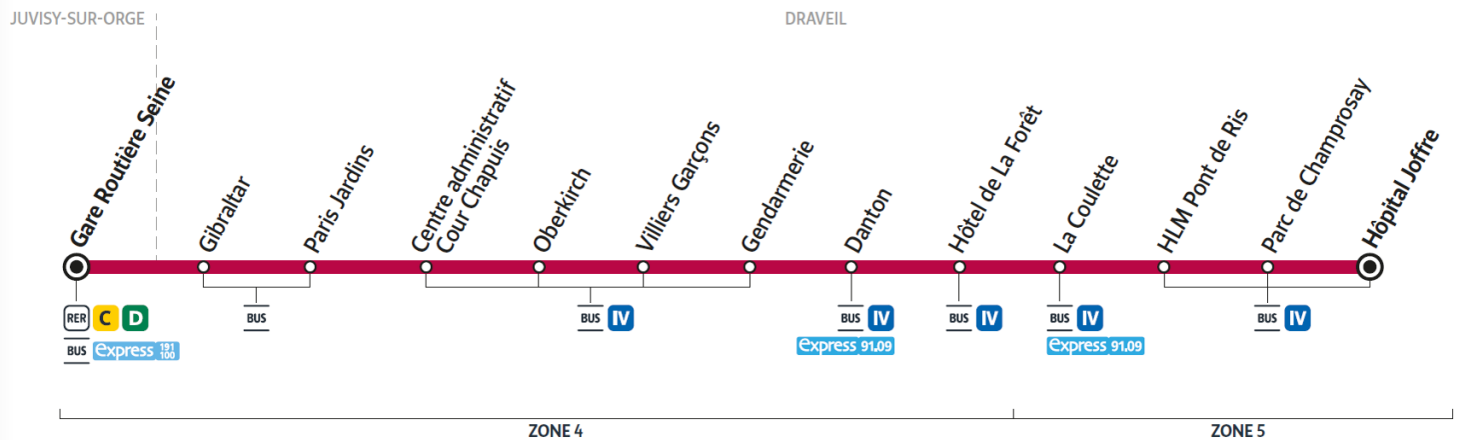 JUVISY-SUR-ORGE
DRAVEIL
Gare Routière Seine
Gibraltar
Paris Jardins
Centre administratif
Cour Chapuis
Oberkirch
Villiers Garçons
Gendarmerie
Danton
Hôtel de La Forêt
La Coulette
HLM Pont de Ris
Parc de Champrosay
Hôpital Joffre
RER C D
BUS express 191 100
BUS
BUS IV
BUS IV
express 91.09
BUS IV
BUS IV
express 91.09
BUS IV
ZONE 4
ZONE 5